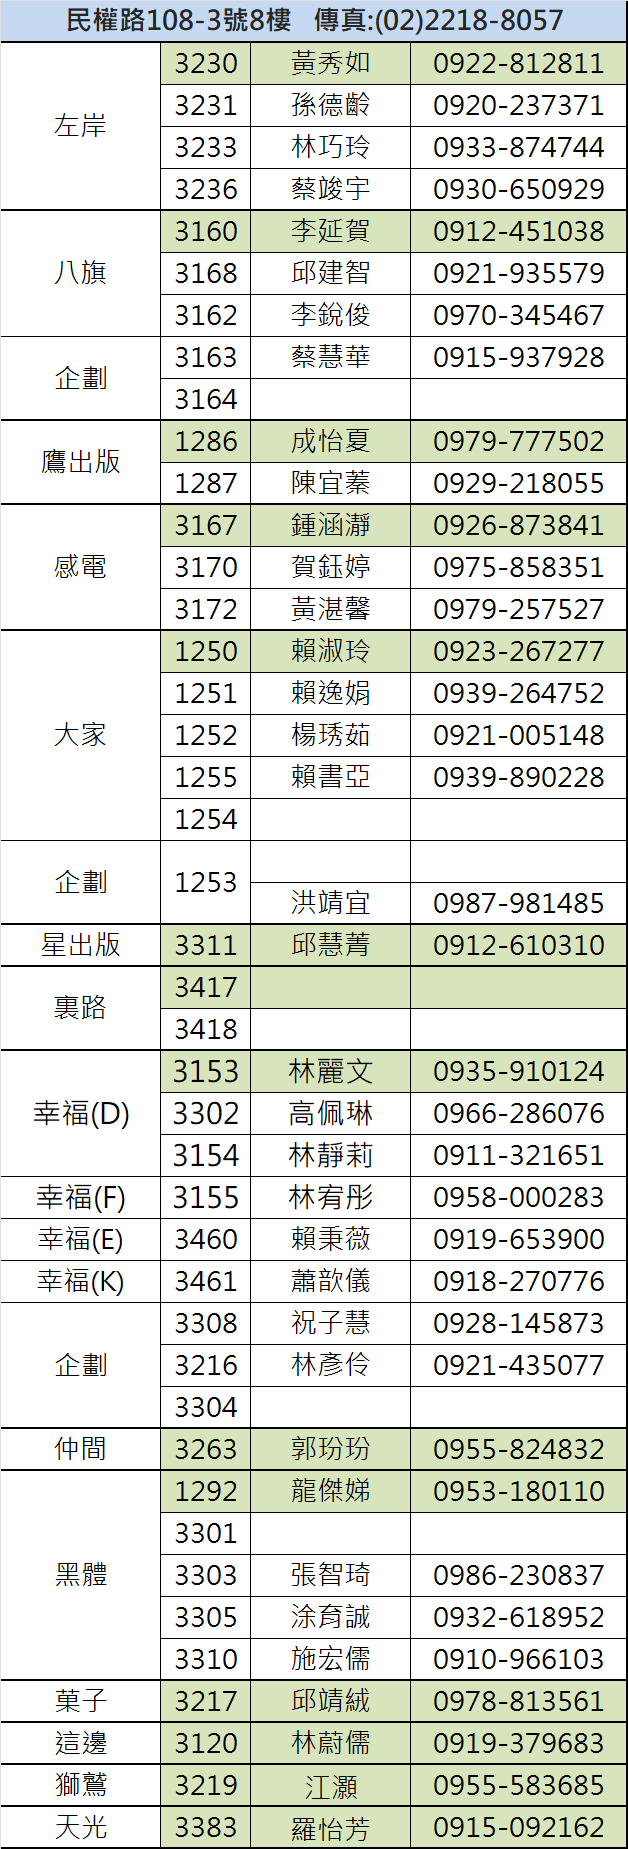 民權路108-3號8樓 傳真:(02)2218-8057
左岸 3230 黃秀如 0922-812811
3231 孫德齡 0920-237371
3233 林巧玲 0933-874744
3236 蔡竣宇 0930-650929
八旗 3160 李延賀 0912-451038
3168 邱建智 0921-935579
3162 李銳俊 0970-345467
企劃 3163 蔡慧華 0915-937928
3164
鷹出版 1286 成怡夏 0979-777502
1287 陳宜蓁 0929-218055
感電 3167 鍾涵瀞 0926-873841
3170 賀鈺婷 0975-858351
3172 黃湛馨 0979-257527
大家 1250 賴淑玲 0923-267277
1251 賴逸娟 0939-264752
1252 楊琇茹 0921-005148
1255 賴書亞 0939-890228
1254
企劃 1253
洪靖宜 0987-981485
星出版 3311 邱慧菁 0912-610310
裏路 3417
3418
幸福(D) 3153 林麗文 0935-910124
3302 高佩琳 0966-286076
3154 林靜莉 0911-321651
幸福(F) 3155 林宥彤 0958-000283
幸福(E) 3460 賴秉薇 0919-653900
幸福(K) 3461 蕭歆儀 0918-270776
企劃 3308 祝子慧 0928-145873
3216 林彥伶 0921-435077
3304
仲間 3263 郭玢玢 0955-824832
黑體 1292 龍傑娣 0953-180110
3301
3303 張智琦 0986-230837
3305 涂育誠 0932-618952
3310 施宏儒 0910-966103
菓子 3217 邱靖絨 0978-813561
這邊 3120 林蔚儒 0919-379683
獅鷲 3219 江灝 0955-583685
天光 3383 羅怡芳 0915-092162